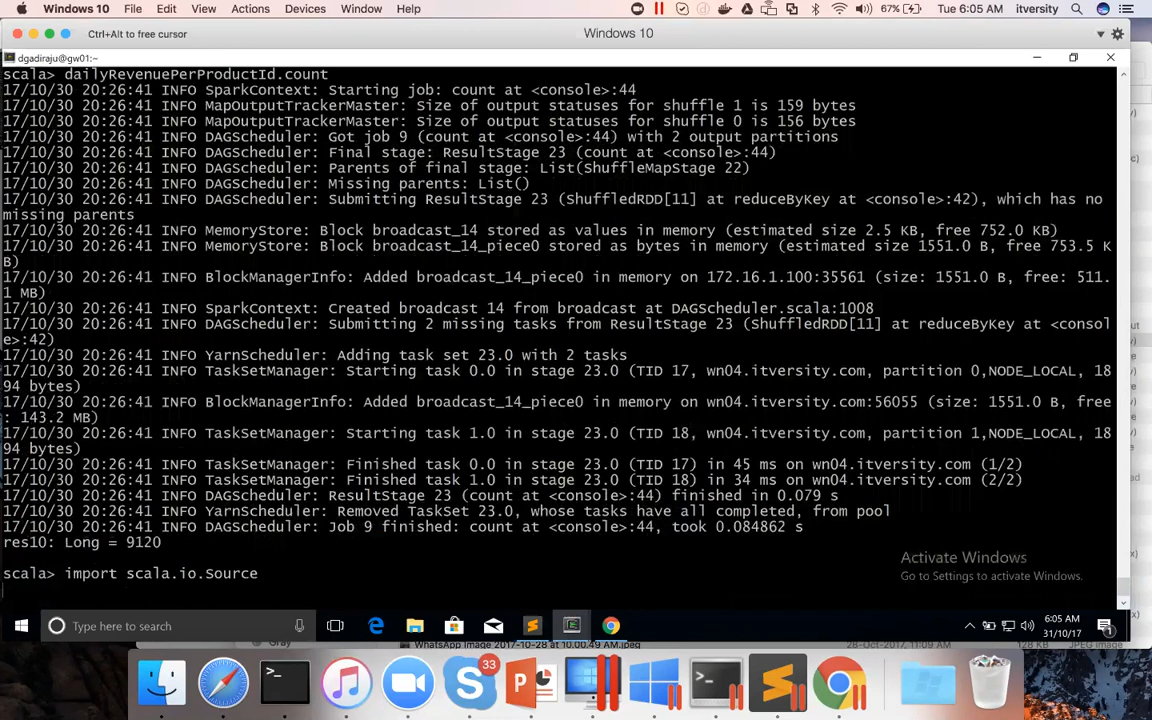 Windows 10 File Edit View Actions Devices Window Help 67% Tue 6:05 AM itversity
Ctrl+Alt to free cursor Windows 10
dgadiraju@gw01:~
scala> dailyRevenuePerProductId.count
17/10/30 20:26:41 INFO SparkContext: Starting job: count at <console>:44
17/10/30 20:26:41 INFO MapOutputTrackerMaster: Size of output statuses for shuffle 1 is 159 bytes
17/10/30 20:26:41 INFO MapOutputTrackerMaster: Size of output statuses for shuffle 0 is 156 bytes
17/10/30 20:26:41 INFO DAGScheduler: Got job 9 (count at <console>:44) with 2 output partitions
17/10/30 20:26:41 INFO DAGScheduler: Final stage: ResultStage 23 (count at <console>:44)
17/10/30 20:26:41 INFO DAGScheduler: Parents of final stage: List(ShuffleMapStage 22)
17/10/30 20:26:41 INFO DAGScheduler: Missing parents: List()
17/10/30 20:26:41 INFO DAGScheduler: Submitting ResultStage 23 (ShuffledRDD[11] at reduceByKey at <console>:42), which has no
missing parents
17/10/30 20:26:41 INFO MemoryStore: Block broadcast_14 stored as values in memory (estimated size 2.5 KB, free 752.0 KB)
17/10/30 20:26:41 INFO MemoryStore: Block broadcast_14_piece0 stored as bytes in memory (estimated size 1551.0 B, free 753.5 K
B)
17/10/30 20:26:41 INFO BlockManagerInfo: Added broadcast_14_piece0 in memory on 172.16.1.100:35561 (size: 1551.0 B, free: 511.
1 MB)
17/10/30 20:26:41 INFO SparkContext: Created broadcast 14 from broadcast at DAGScheduler.scala:1008
17/10/30 20:26:41 INFO DAGScheduler: Submitting 2 missing tasks from ResultStage 23 (ShuffledRDD[11] at reduceByKey at <consol
e>:42)
17/10/30 20:26:41 INFO YarnScheduler: Adding task set 23.0 with 2 tasks
17/10/30 20:26:41 INFO TaskSetManager: Starting task 0.0 in stage 23.0 (TID 17, wn04.itversity.com, partition 0,NODE_LOCAL, 18
94 bytes)
17/10/30 20:26:41 INFO BlockManagerInfo: Added broadcast_14_piece0 in memory on wn04.itversity.com:56055 (size: 1551.0 B, free
: 143.2 MB)
17/10/30 20:26:41 INFO TaskSetManager: Starting task 1.0 in stage 23.0 (TID 18, wn04.itversity.com, partition 1,NODE_LOCAL, 18
94 bytes)
17/10/30 20:26:41 INFO TaskSetManager: Finished task 0.0 in stage 23.0 (TID 17) in 45 ms on wn04.itversity.com (1/2)
17/10/30 20:26:41 INFO TaskSetManager: Finished task 1.0 in stage 23.0 (TID 18) in 34 ms on wn04.itversity.com (2/2)
17/10/30 20:26:41 INFO DAGScheduler: ResultStage 23 (count at <console>:44) finished in 0.079 s
17/10/30 20:26:41 INFO YarnScheduler: Removed TaskSet 23.0, whose tasks have all completed, from pool
17/10/30 20:26:41 INFO DAGScheduler: Job 9 finished: count at <console>:44, took 0.084862 s
res10: Long = 9120
Activate Windows
scala> import scala.io.Source
Go to Settings to activate Windows.
Type here to search
6:05 AM
31/10/17
WhatsApp Image 2017-10-28 at 10.00.49 AM.jpeg 28-Oct-2017, 11:09 AM 128 KB JPEG image
33